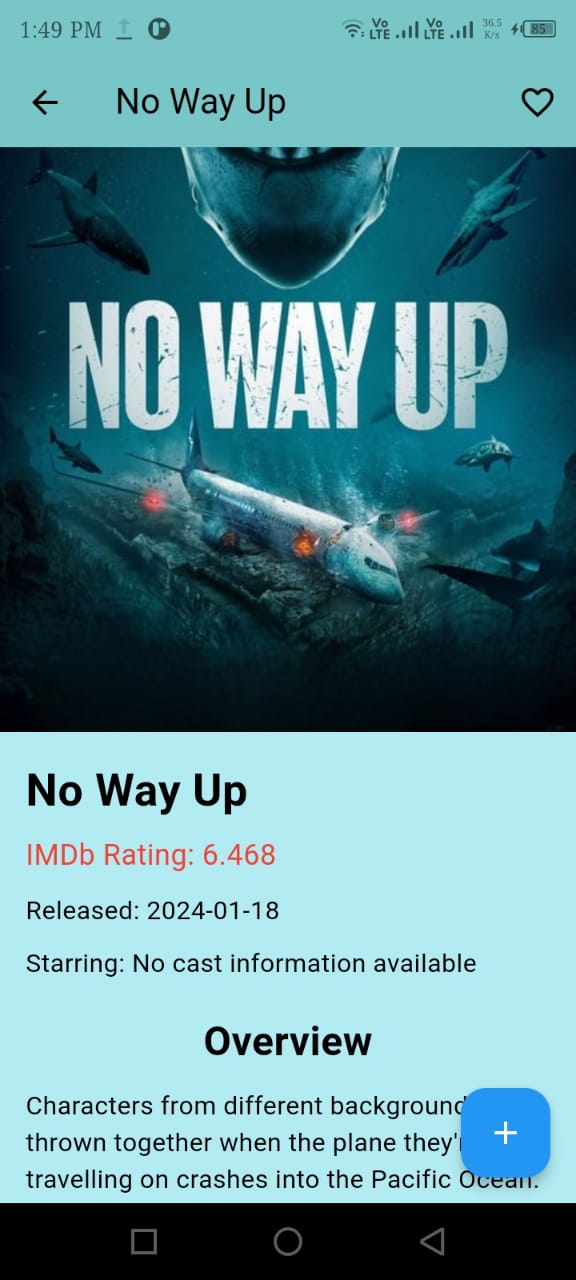 1:49 PM
Vo LTE Vo LTE 36.5 K/s 85
No Way Up
NO WAY UP
No Way Up
IMDb Rating: 6.468
Released: 2024-01-18
Starring: No cast information available
Overview
Characters from different background
thrown together when the plane they'
travelling on crashes into the Pacific Ocean.